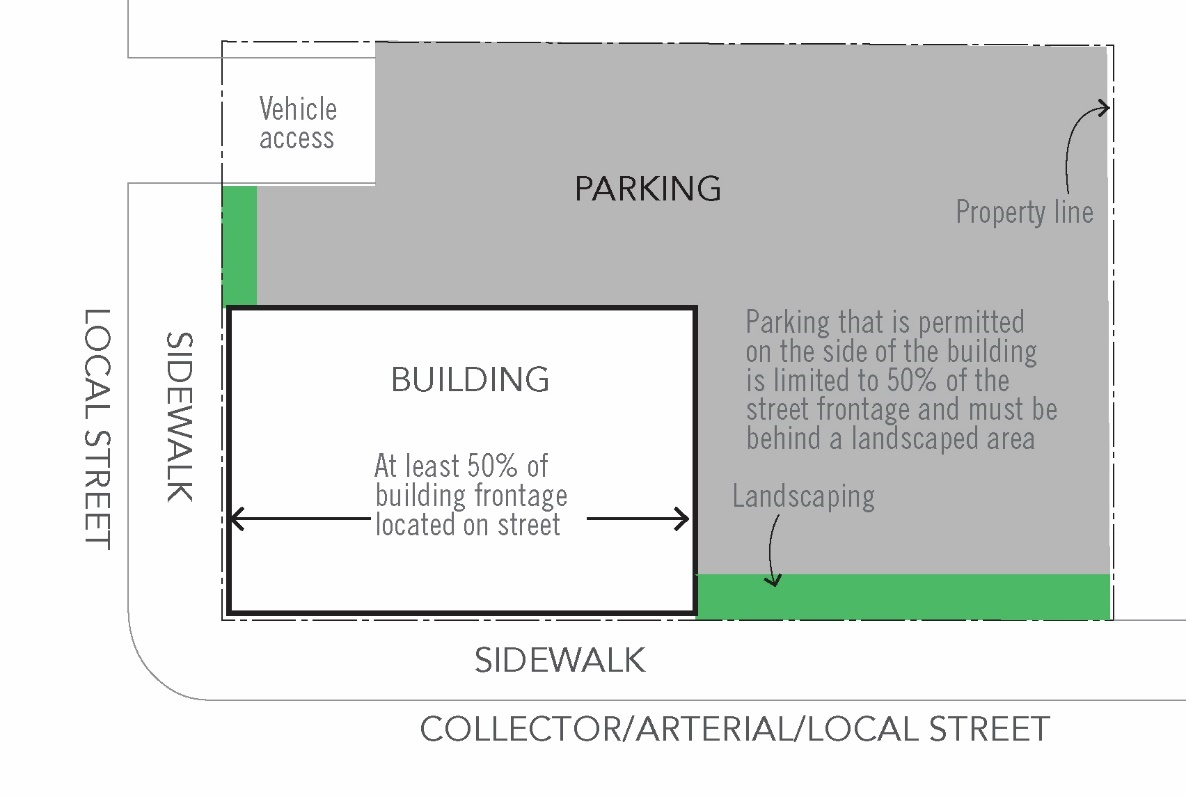 Vehicle
access
PARKING
Property line
LOCAL STREET
SIDEWALK
BUILDING
At least 50% of
building frontage
located on street
Parking that is permitted
on the side of the building
is limited to 50% of the
street frontage and must be
behind a landscaped area
Landscaping
SIDEWALK
COLLECTOR/ARTERIAL/LOCAL STREET